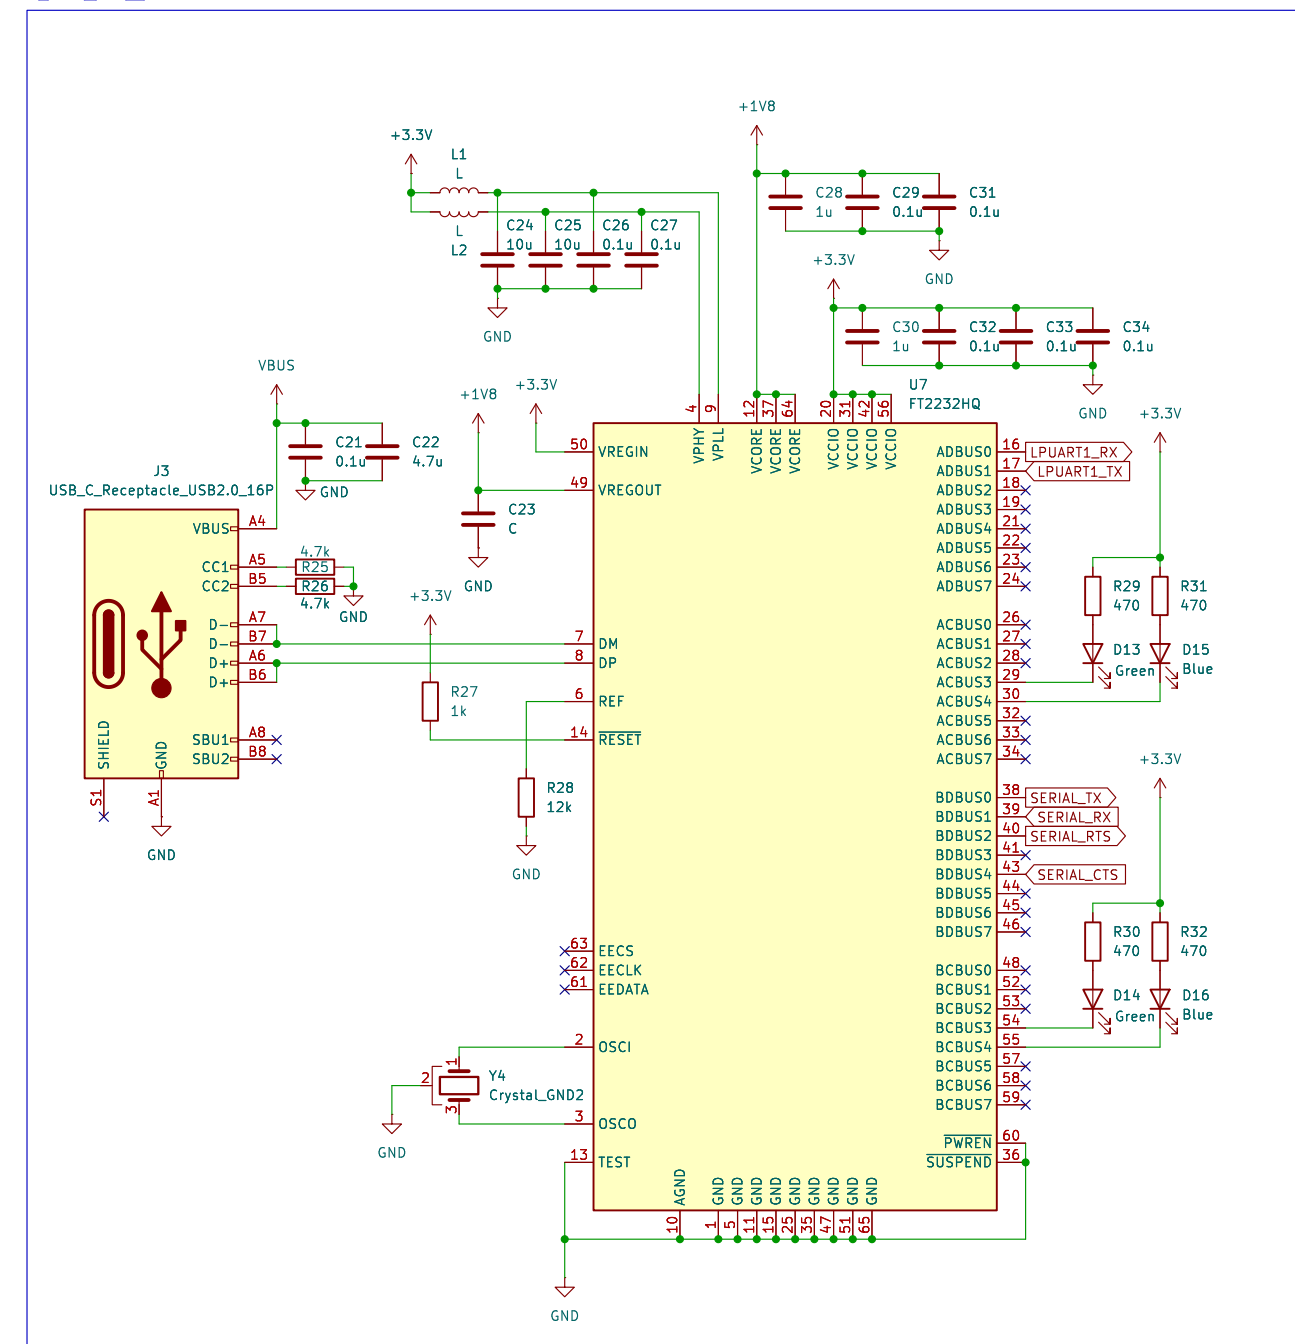 +1V8
+3.3V
L1
L
L
L2
C24
10u
C25
10u
C26
0.1u
C27
0.1u
GND
C28
1u
C29
0.1u
C31
0.1u
GND
+3.3V
C30
1u
C32
0.1u
C33
0.1u
C34
0.1u
GND
VBUS
+1V8
+3.3V
C21
0.1u
C22
4.7u
GND
C23
C
GND
J3
USB_C_Receptacle_USB2.0_16P
VBUS A4
CC1 A5
CC2 B5
D- A7
D- B7
D+ A6
D+ B6
SBU1 A8
SBU2 B8
SHIELD S1
GND A1
GND
4.7k
R25
R26
4.7k
GND
+3.3V
R27
1k
R28
12k
GND
U7
FT2232HQ
4 VPHY
9 VPLL
12 VCORE
37 VCORE
64 VCORE
20 VCCIO
31 VCCIO
42 VCCIO
56 VCCIO
50 VREGIN
49 VREGOUT
7 DM
8 DP
6 REF
14 RESET
63 EECS
62 EECLK
61 EEDATA
2 OSCI
3 OSCO
13 TEST
ADBUS0 16 LPUART1_RX
ADBUS1 17 LPUART1_TX
ADBUS2 18
ADBUS3 19
ADBUS4 21
ADBUS5 22
ADBUS6 23
ADBUS7 24
ACBUS0 26
ACBUS1 27
ACBUS2 28
ACBUS3 29
ACBUS4 30
ACBUS5 32
ACBUS6 33
ACBUS7 34
BDBUS0 38 SERIAL_TX
BDBUS1 39 SERIAL_RX
BDBUS2 40 SERIAL_RTS
BDBUS3 41
BDBUS4 43 SERIAL_CTS
BDBUS5 44
BDBUS6 45
BDBUS7 46
BCBUS0 48
BCBUS1 52
BCBUS2 53
BCBUS3 54
BCBUS4 55
BCBUS5 57
BCBUS6 58
BCBUS7 59
PWREN 60
SUSPEND 36
AGND 10
GND 1
GND 5
GND 11
GND 15
GND 25
GND 35
GND 47
GND 51
GND 65
GND
+3.3V
R29
470
R31
470
D13
Green
D15
Blue
+3.3V
R30
470
R32
470
D14
Green
D16
Blue
1
2
3
Y4
Crystal_GND2
GND